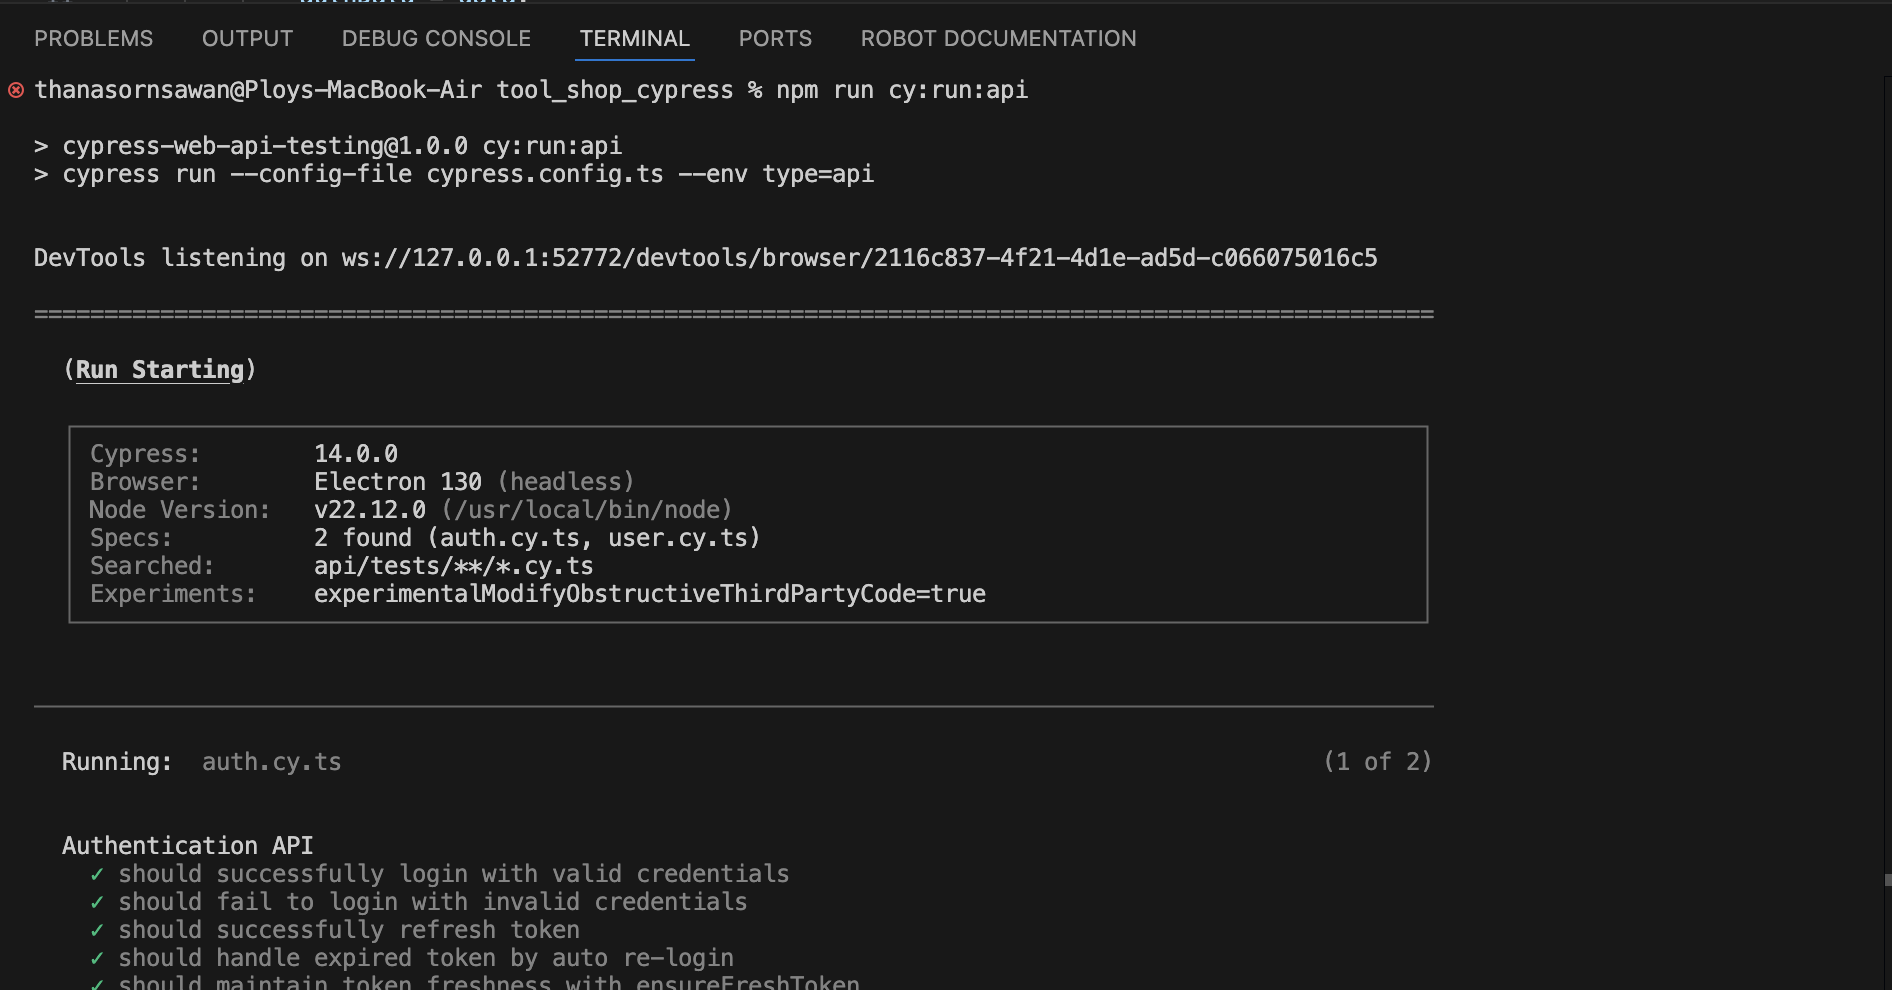 PROBLEMS OUTPUT DEBUG CONSOLE TERMINAL PORTS ROBOT DOCUMENTATION
thanasornsawan@Ploys-MacBook-Air tool_shop_cypress % npm run cy:run:api
> cypress-web-api-testing@1.0.0 cy:run:api
> cypress run --config-file cypress.config.ts --env type=api
DevTools listening on ws://127.0.0.1:52772/devtools/browser/2116c837-4f21-4d1e-ad5d-c066075016c5
====================================================================================================
(Run Starting)
Cypress: 14.0.0
Browser: Electron 130 (headless)
Node Version: v22.12.0 (/usr/local/bin/node)
Specs: 2 found (auth.cy.ts, user.cy.ts)
Searched: api/tests/**/*.cy.ts
Experiments: experimentalModifyObstructiveThirdPartyCode=true
Running: auth.cy.ts (1 of 2)
Authentication API
✓ should successfully login with valid credentials
✓ should fail to login with invalid credentials
✓ should successfully refresh token
✓ should handle expired token by auto re-login
✓ should maintain token freshness with ensureFreshToken